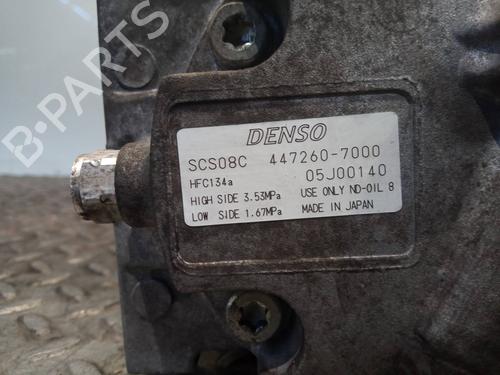 B-PARTS
DENSO
SCS08C 447260-7000
HFC134a 05J00140
HIGH SIDE 3.53MPa USE ONLY ND-OIL 8
LOW SIDE 1.67MPa MADE IN JAPAN